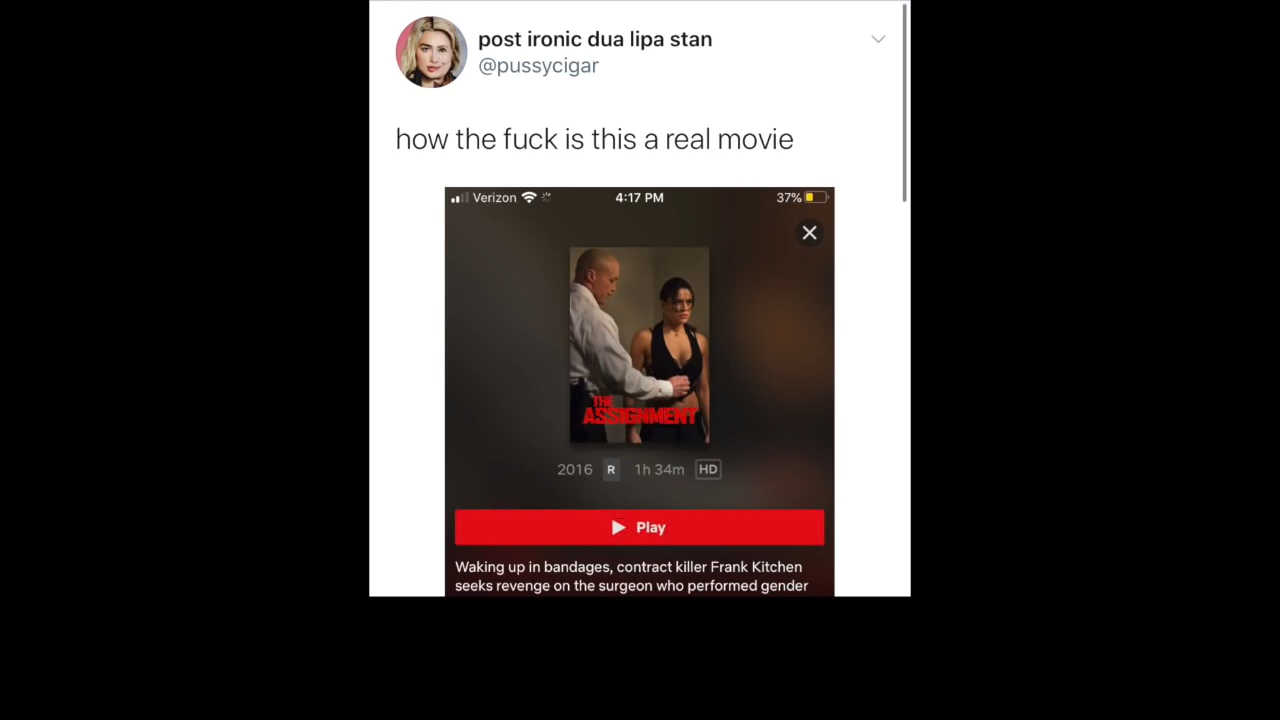 post ironic dua lipa stan
@pussycigar
how the fuck is this a real movie
Verizon 4:17 PM 37%
THE
ASSIGNMENT
2016 R 1h 34m HD
Play
Waking up in bandages, contract killer Frank Kitchen
seeks revenge on the surgeon who performed gender